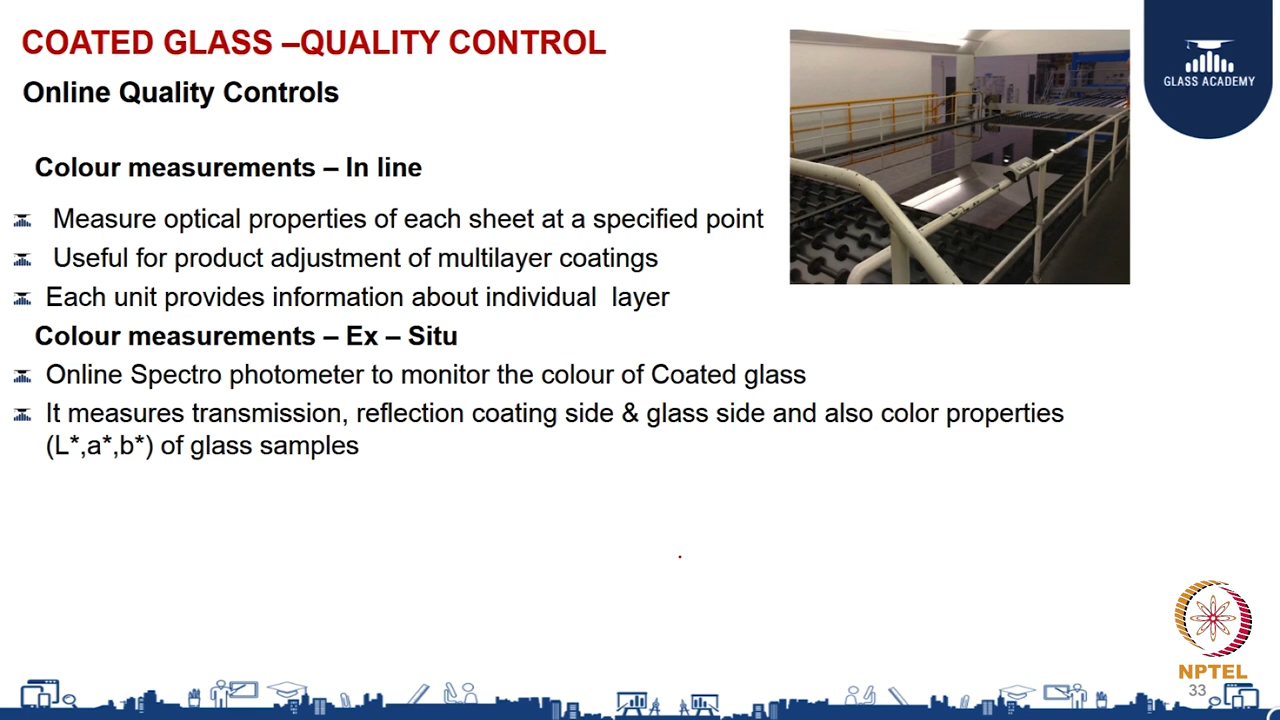 COATED GLASS –QUALITY CONTROL
Online Quality Controls
GLASS ACADEMY
Colour measurements – In line
Measure optical properties of each sheet at a specified point
Useful for product adjustment of multilayer coatings
Each unit provides information about individual layer
Colour measurements – Ex – Situ
Online Spectro photometer to monitor the colour of Coated glass
It measures transmission, reflection coating side & glass side and also color properties
(L*,a*,b*) of glass samples
NPTEL
33